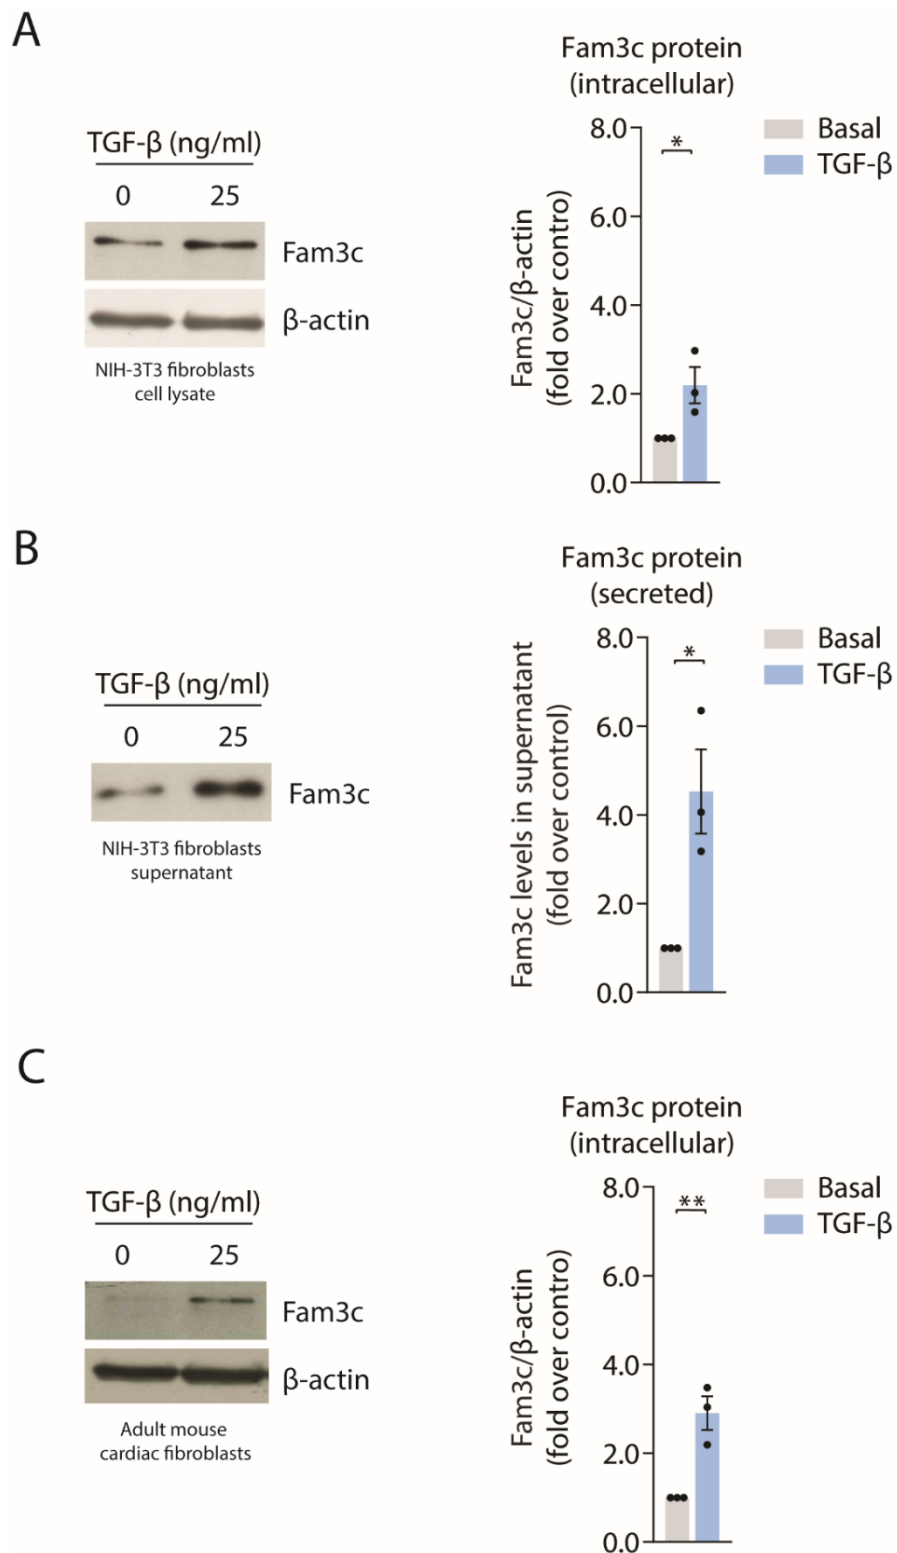 A
Fam3c protein
(intracellular)
TGF-β (ng/ml)
0 25
Fam3c
β-actin
NIH-3T3 fibroblasts
cell lysate
Fam3c/β-actin
(fold over contro)
8.0
6.0
4.0
2.0
0.0
*
Basal
TGF-β
B
Fam3c protein
(secreted)
TGF-β (ng/ml)
0 25
Fam3c
NIH-3T3 fibroblasts
supernatant
Fam3c levels in supernatant
(fold over control)
8.0
6.0
4.0
2.0
0.0
*
Basal
TGF-β
C
Fam3c protein
(intracellular)
TGF-β (ng/ml)
0 25
Fam3c
β-actin
Adult mouse
cardiac fibroblasts
Fam3c/β-actin
(fold over contro)
8.0
6.0
4.0
2.0
0.0
**
Basal
TGF-β